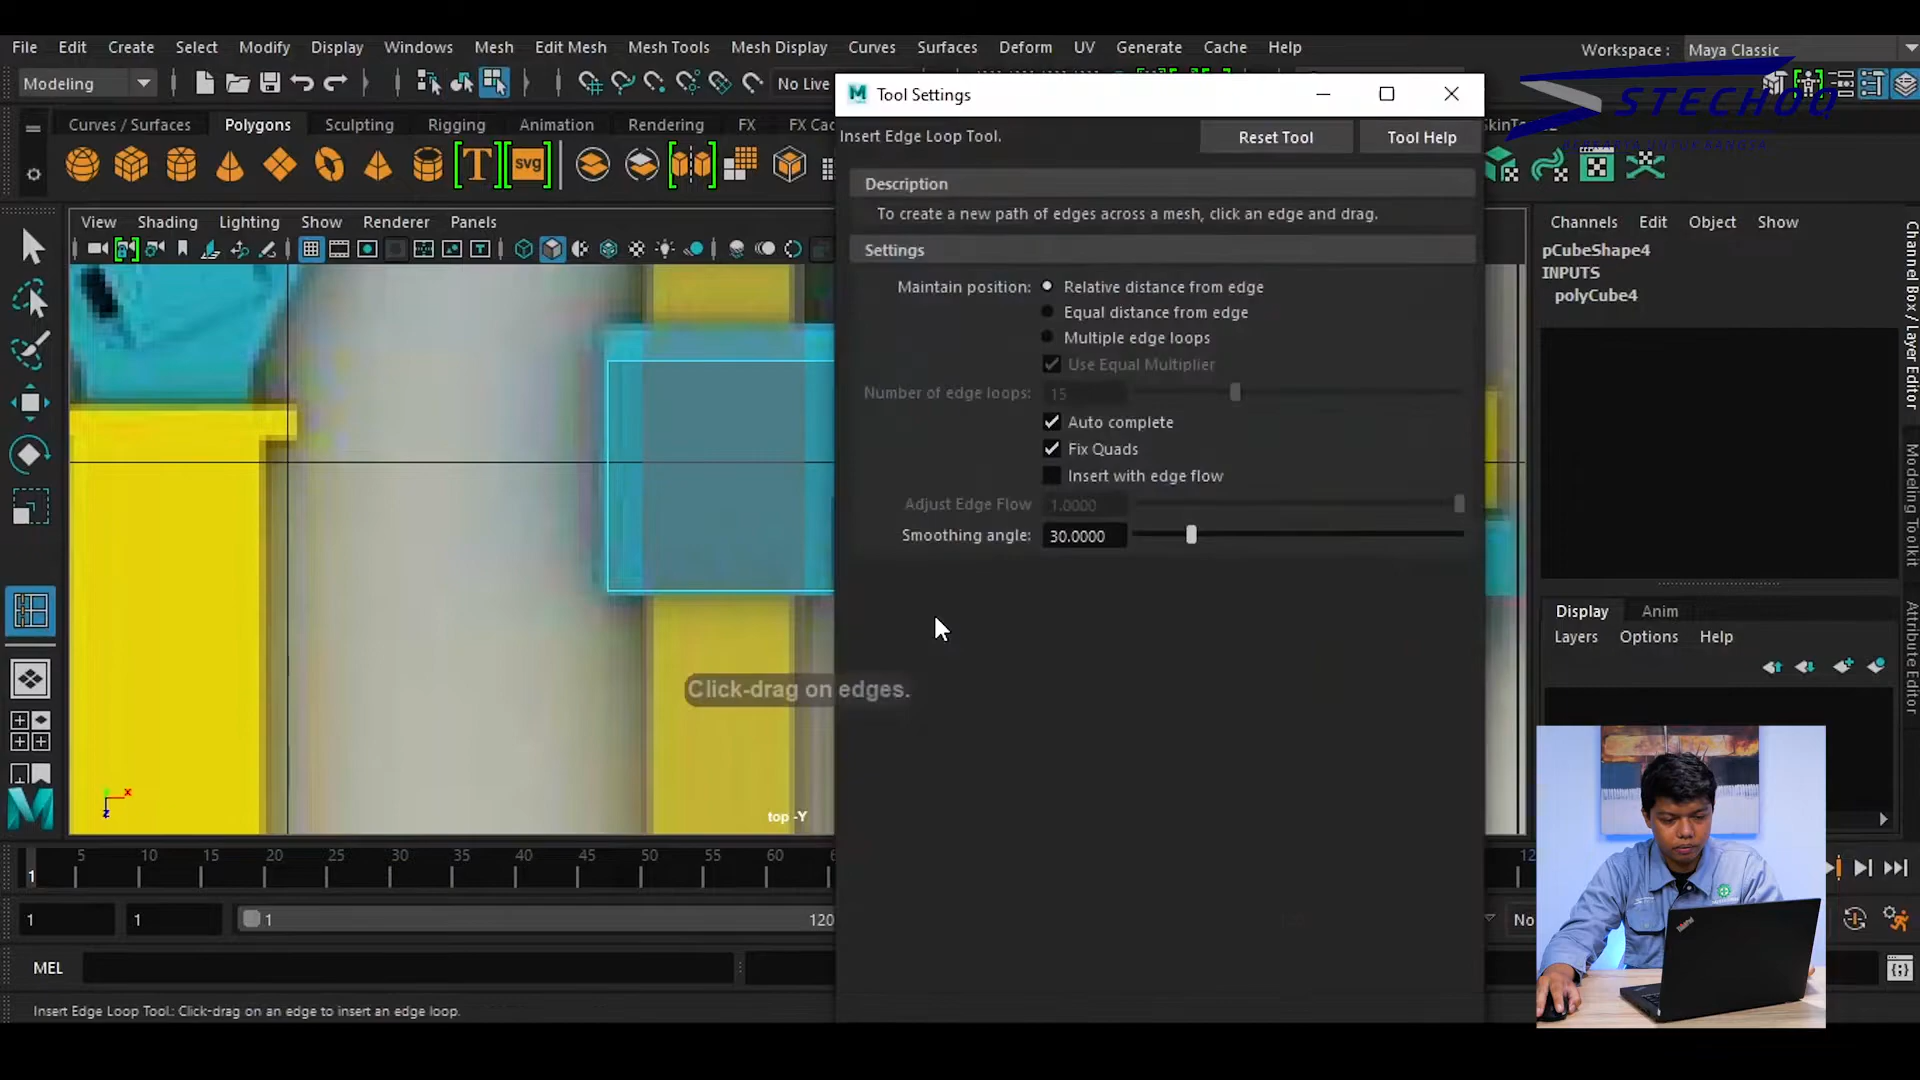 File Edit Create Select Modify Display Windows Mesh Edit Mesh Mesh Tools Mesh Display Curves Surfaces Deform UV Generate Cache Help
Workspace : Maya Classic
Modeling
No Live
STECHOQ
Tool Settings
Curves / Surfaces Polygons Sculpting Rigging Animation Rendering FX FX Cac
Insert Edge Loop Tool.
Reset Tool
Tool Help
T
svg
Description
To create a new path of edges across a mesh, click an edge and drag.
Settings
Maintain position:
Relative distance from edge
Equal distance from edge
Multiple edge loops
Use Equal Multiplier
Number of edge loops: 15
Auto complete
Fix Quads
Insert with edge flow
Adjust Edge Flow 1.0000
Smoothing angle: 30.0000
View Shading Lighting Show Renderer Panels
Click-drag on edges.
x
z
top -Y
Channels Edit Object Show
pCubeShape4
INPUTS
polyCube4
Channel Box / Layer Editor
Modeling Toolkit
Attribute Editor
Display Anim
Layers Options Help
1 5 10 15 20 25 30 35 40 45 50 55 60 6 12
1 1 1 120 No
MEL
Insert Edge Loop Tool.: Click-drag on an edge to insert an edge loop.